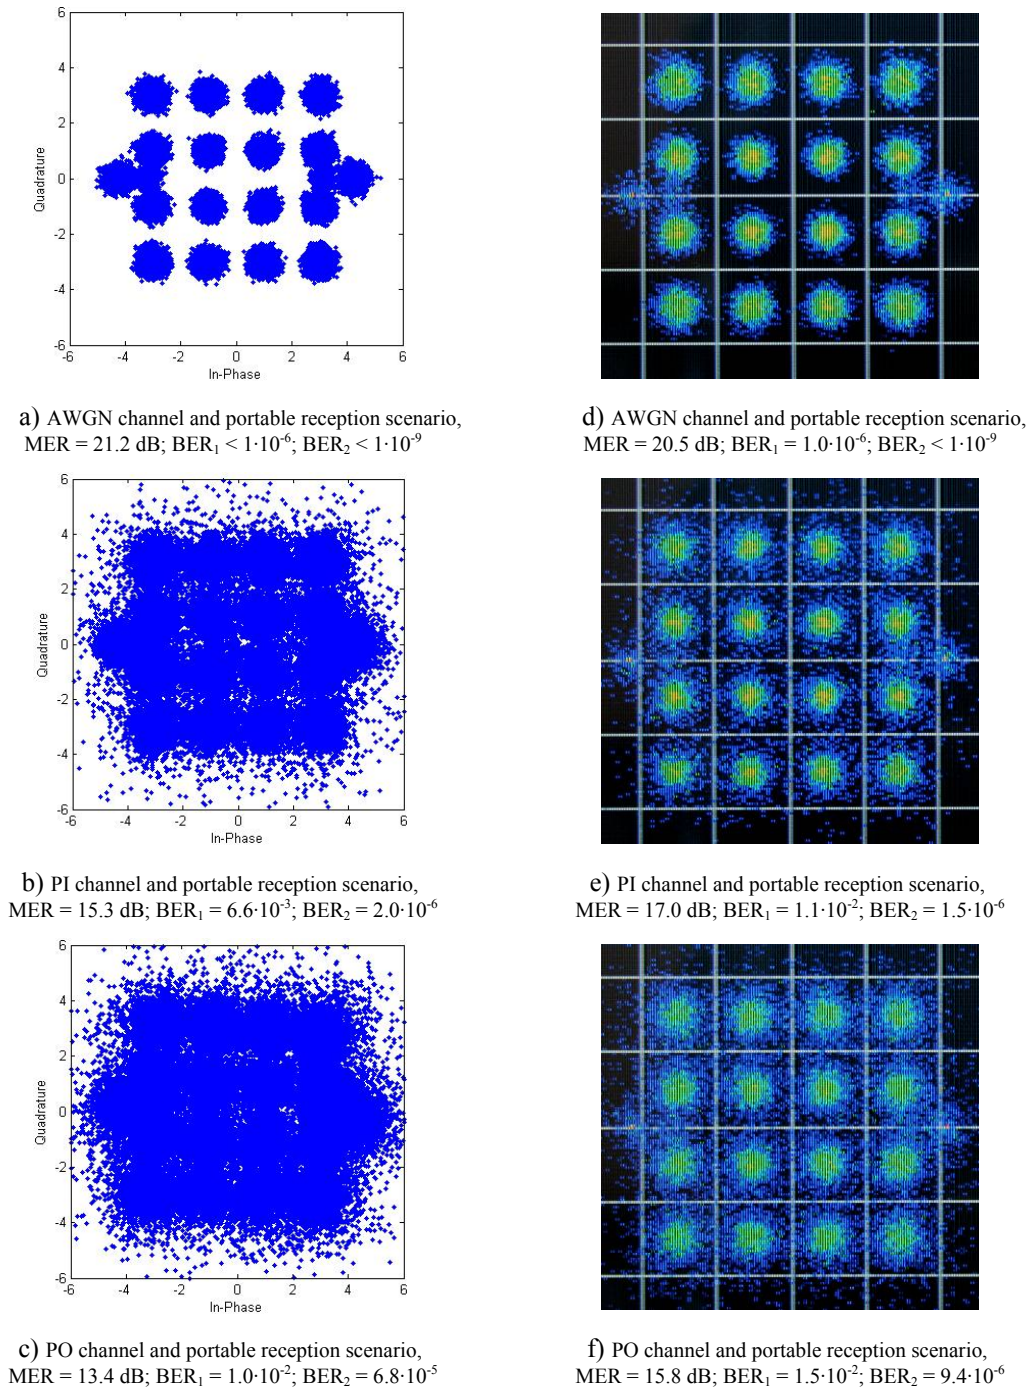 6
4
2
0
-2
-4
-6
Quadrature
-6 -4 -2 0 2 4 6
In-Phase
a) AWGN channel and portable reception scenario,
MER = 21.2 dB; BER₁ < 1·10⁻⁶; BER₂ < 1·10⁻⁹
d) AWGN channel and portable reception scenario,
MER = 20.5 dB; BER₁ = 1.0·10⁻⁶; BER₂ < 1·10⁻⁹
6
4
2
0
-2
-4
-6
Quadrature
-6 -4 -2 0 2 4 6
In-Phase
b) PI channel and portable reception scenario,
MER = 15.3 dB; BER₁ = 6.6·10⁻³; BER₂ = 2.0·10⁻⁶
e) PI channel and portable reception scenario,
MER = 17.0 dB; BER₁ = 1.1·10⁻²; BER₂ = 1.5·10⁻⁶
6
4
2
0
-2
-4
-6
Quadrature
-6 -4 -2 0 2 4 6
In-Phase
c) PO channel and portable reception scenario,
MER = 13.4 dB; BER₁ = 1.0·10⁻²; BER₂ = 6.8·10⁻⁵
f) PO channel and portable reception scenario,
MER = 15.8 dB; BER₁ = 1.5·10⁻²; BER₂ = 9.4·10⁻⁶